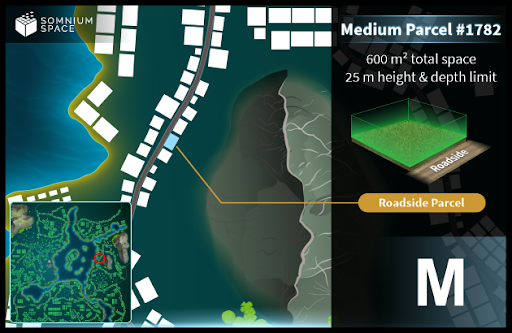 SOMNIUM
SPACE
Medium Parcel #1782
600 m² total space
25 m height & depth limit
Roadside
Roadside Parcel
M